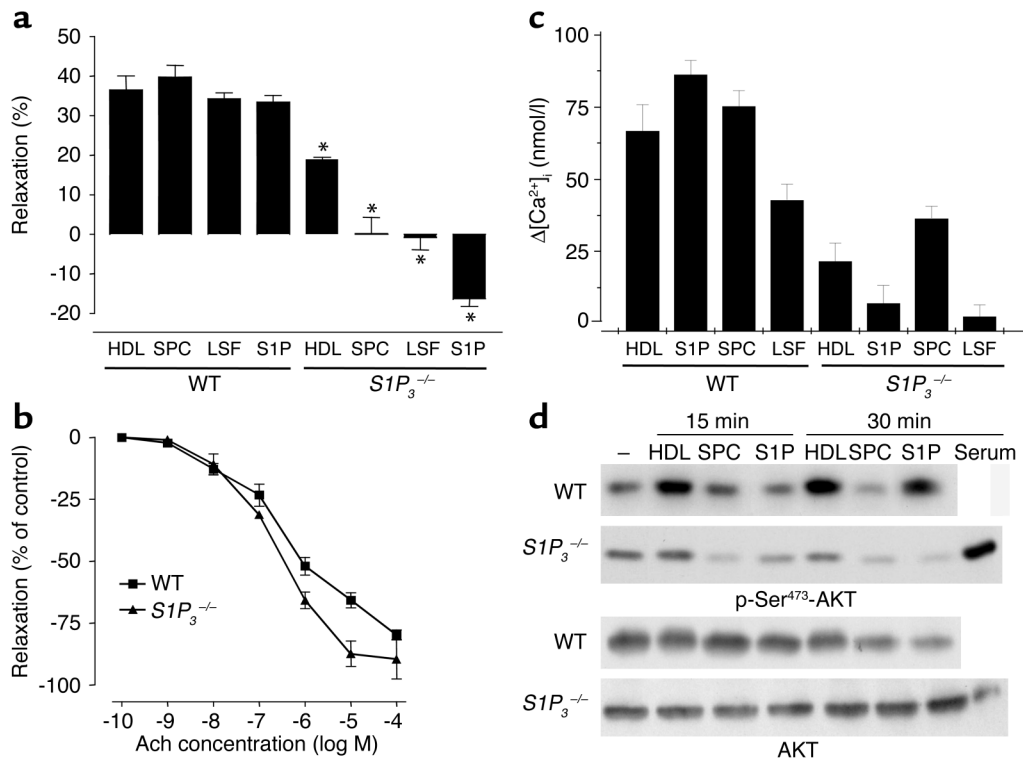 a
50
40
30
20
10
0
-10
-20
Relaxation (%)
*
*
*
*
HDL SPC LSF S1P HDL SPC LSF S1P
WT S1P₃⁻/⁻
c
100
75
50
25
0
Δ[Ca²⁺]ᵢ (nmol/l)
HDL S1P SPC LSF HDL S1P SPC LSF
WT S1P₃⁻/⁻
b
0
-25
-50
-75
-100
Relaxation (% of control)
WT
S1P₃⁻/⁻
-10 -9 -8 -7 -6 -5 -4
Ach concentration (log M)
d
15 min 30 min
– HDL SPC S1P HDL SPC S1P Serum
WT
S1P₃⁻/⁻
p-Ser⁴⁷³-AKT
WT
S1P₃⁻/⁻
AKT